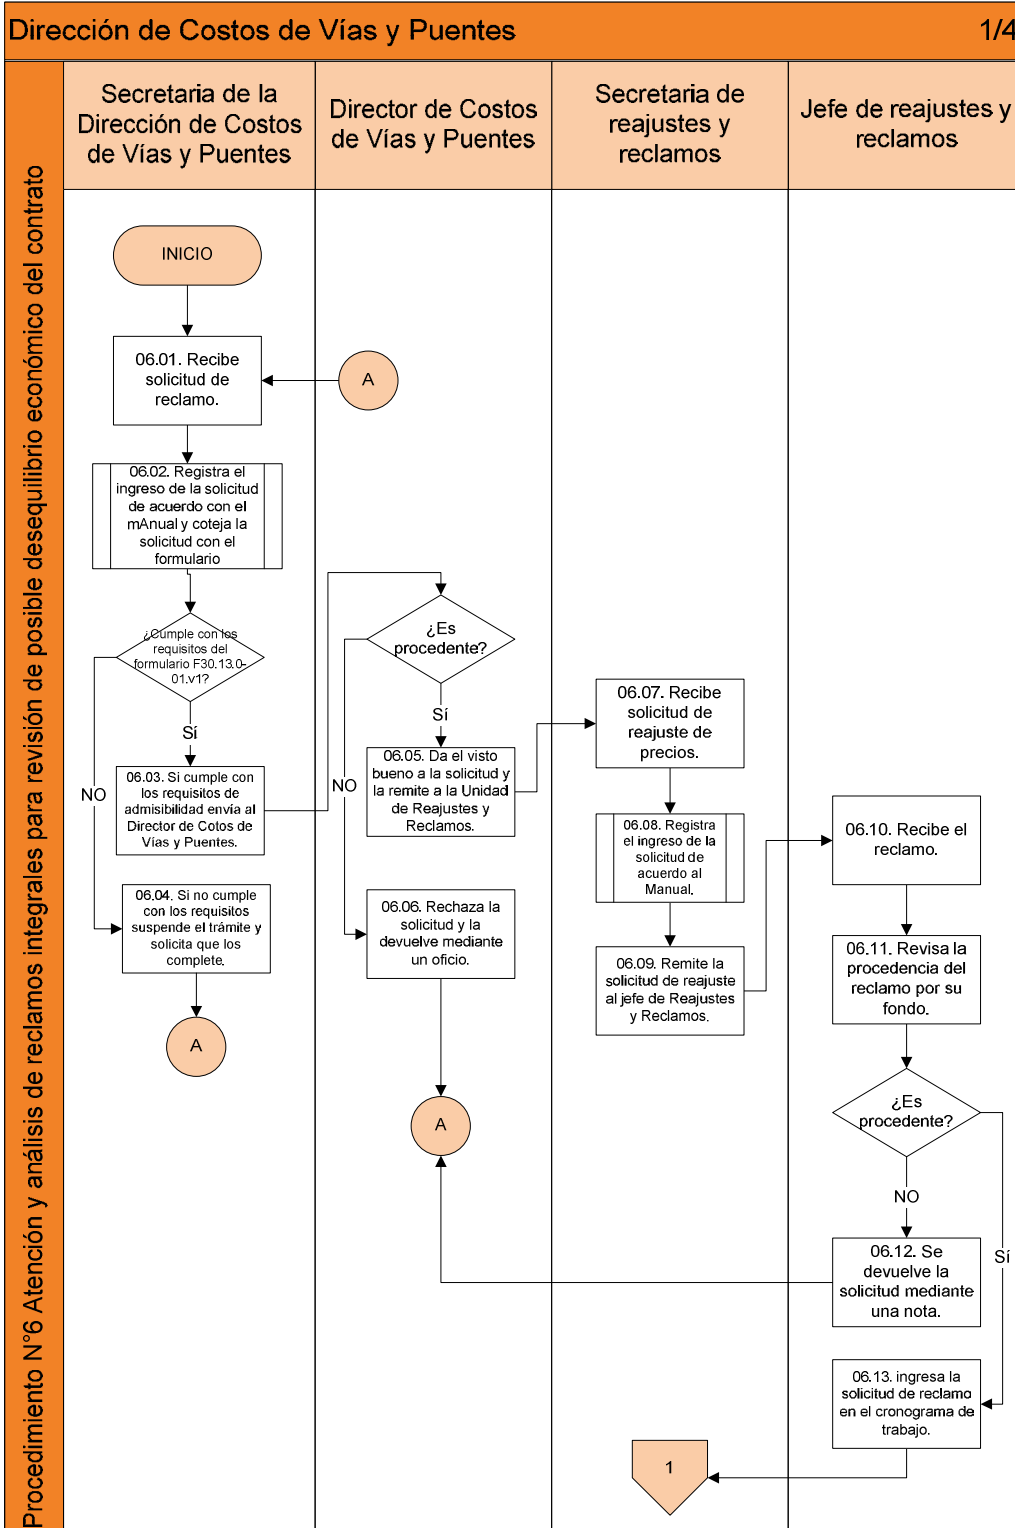 Dirección de Costos de Vías y Puentes
1/4
Procedimiento N°6 Atención y análisis de reclamos integrales para revisión de posible desequilibrio económico del contrato
Secretaria de la
Dirección de Costos
de Vías y Puentes
Director de Costos
de Vías y Puentes
Secretaria de
reajustes y
reclamos
Jefe de reajustes y
reclamos
INICIO
06.01. Recibe
solicitud de
reclamo.
A
06.02. Registra el
ingreso de la solicitud
de acuerdo con el
mAnual y coteja la
solicitud con el
formulario
¿Cumple con los
requisitos del
formulario F30.13.0-
01.v1?
NO
Sí
06.03. Si cumple con
los requisitos de
admisibilidad envía al
Director de Cotos de
Vías y Puentes.
06.04. Si no cumple
con los requisitos
suspende el trámite y
solicita que los
complete.
A
¿Es
procedente?
Sí
NO
06.05. Da el visto
bueno a la solicitud y
la remite a la Unidad
de Reajustes y
Reclamos.
06.06. Rechaza la
solicitud y la
devuelve mediante
un oficio.
A
06.07. Recibe
solicitud de
reajuste de
precios.
06.08. Registra
el ingreso de la
solicitud de
acuerdo al
Manual.
06.09. Remite la
solicitud de reajuste
al jefe de Reajustes
y Reclamos.
06.10. Recibe el
reclamo.
06.11. Revisa la
procedencia del
reclamo por su
fondo.
¿Es
procedente?
NO
Sí
06.12. Se
devuelve la
solicitud mediante
una nota.
06.13. ingresa la
solicitud de reclamo
en el cronograma de
trabajo.
1